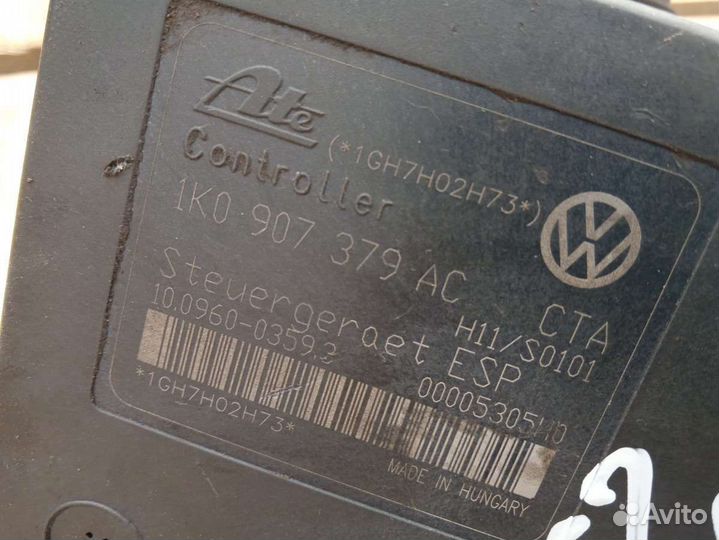 Ate
Controller
(*1GH7H02H73*)
1K0 907 379 AC
CTA
Steuergeraet ESP
H11/S0101
10.0960-0359.3
*1GH7H02H73*
MADE IN HUNGARY
Avito